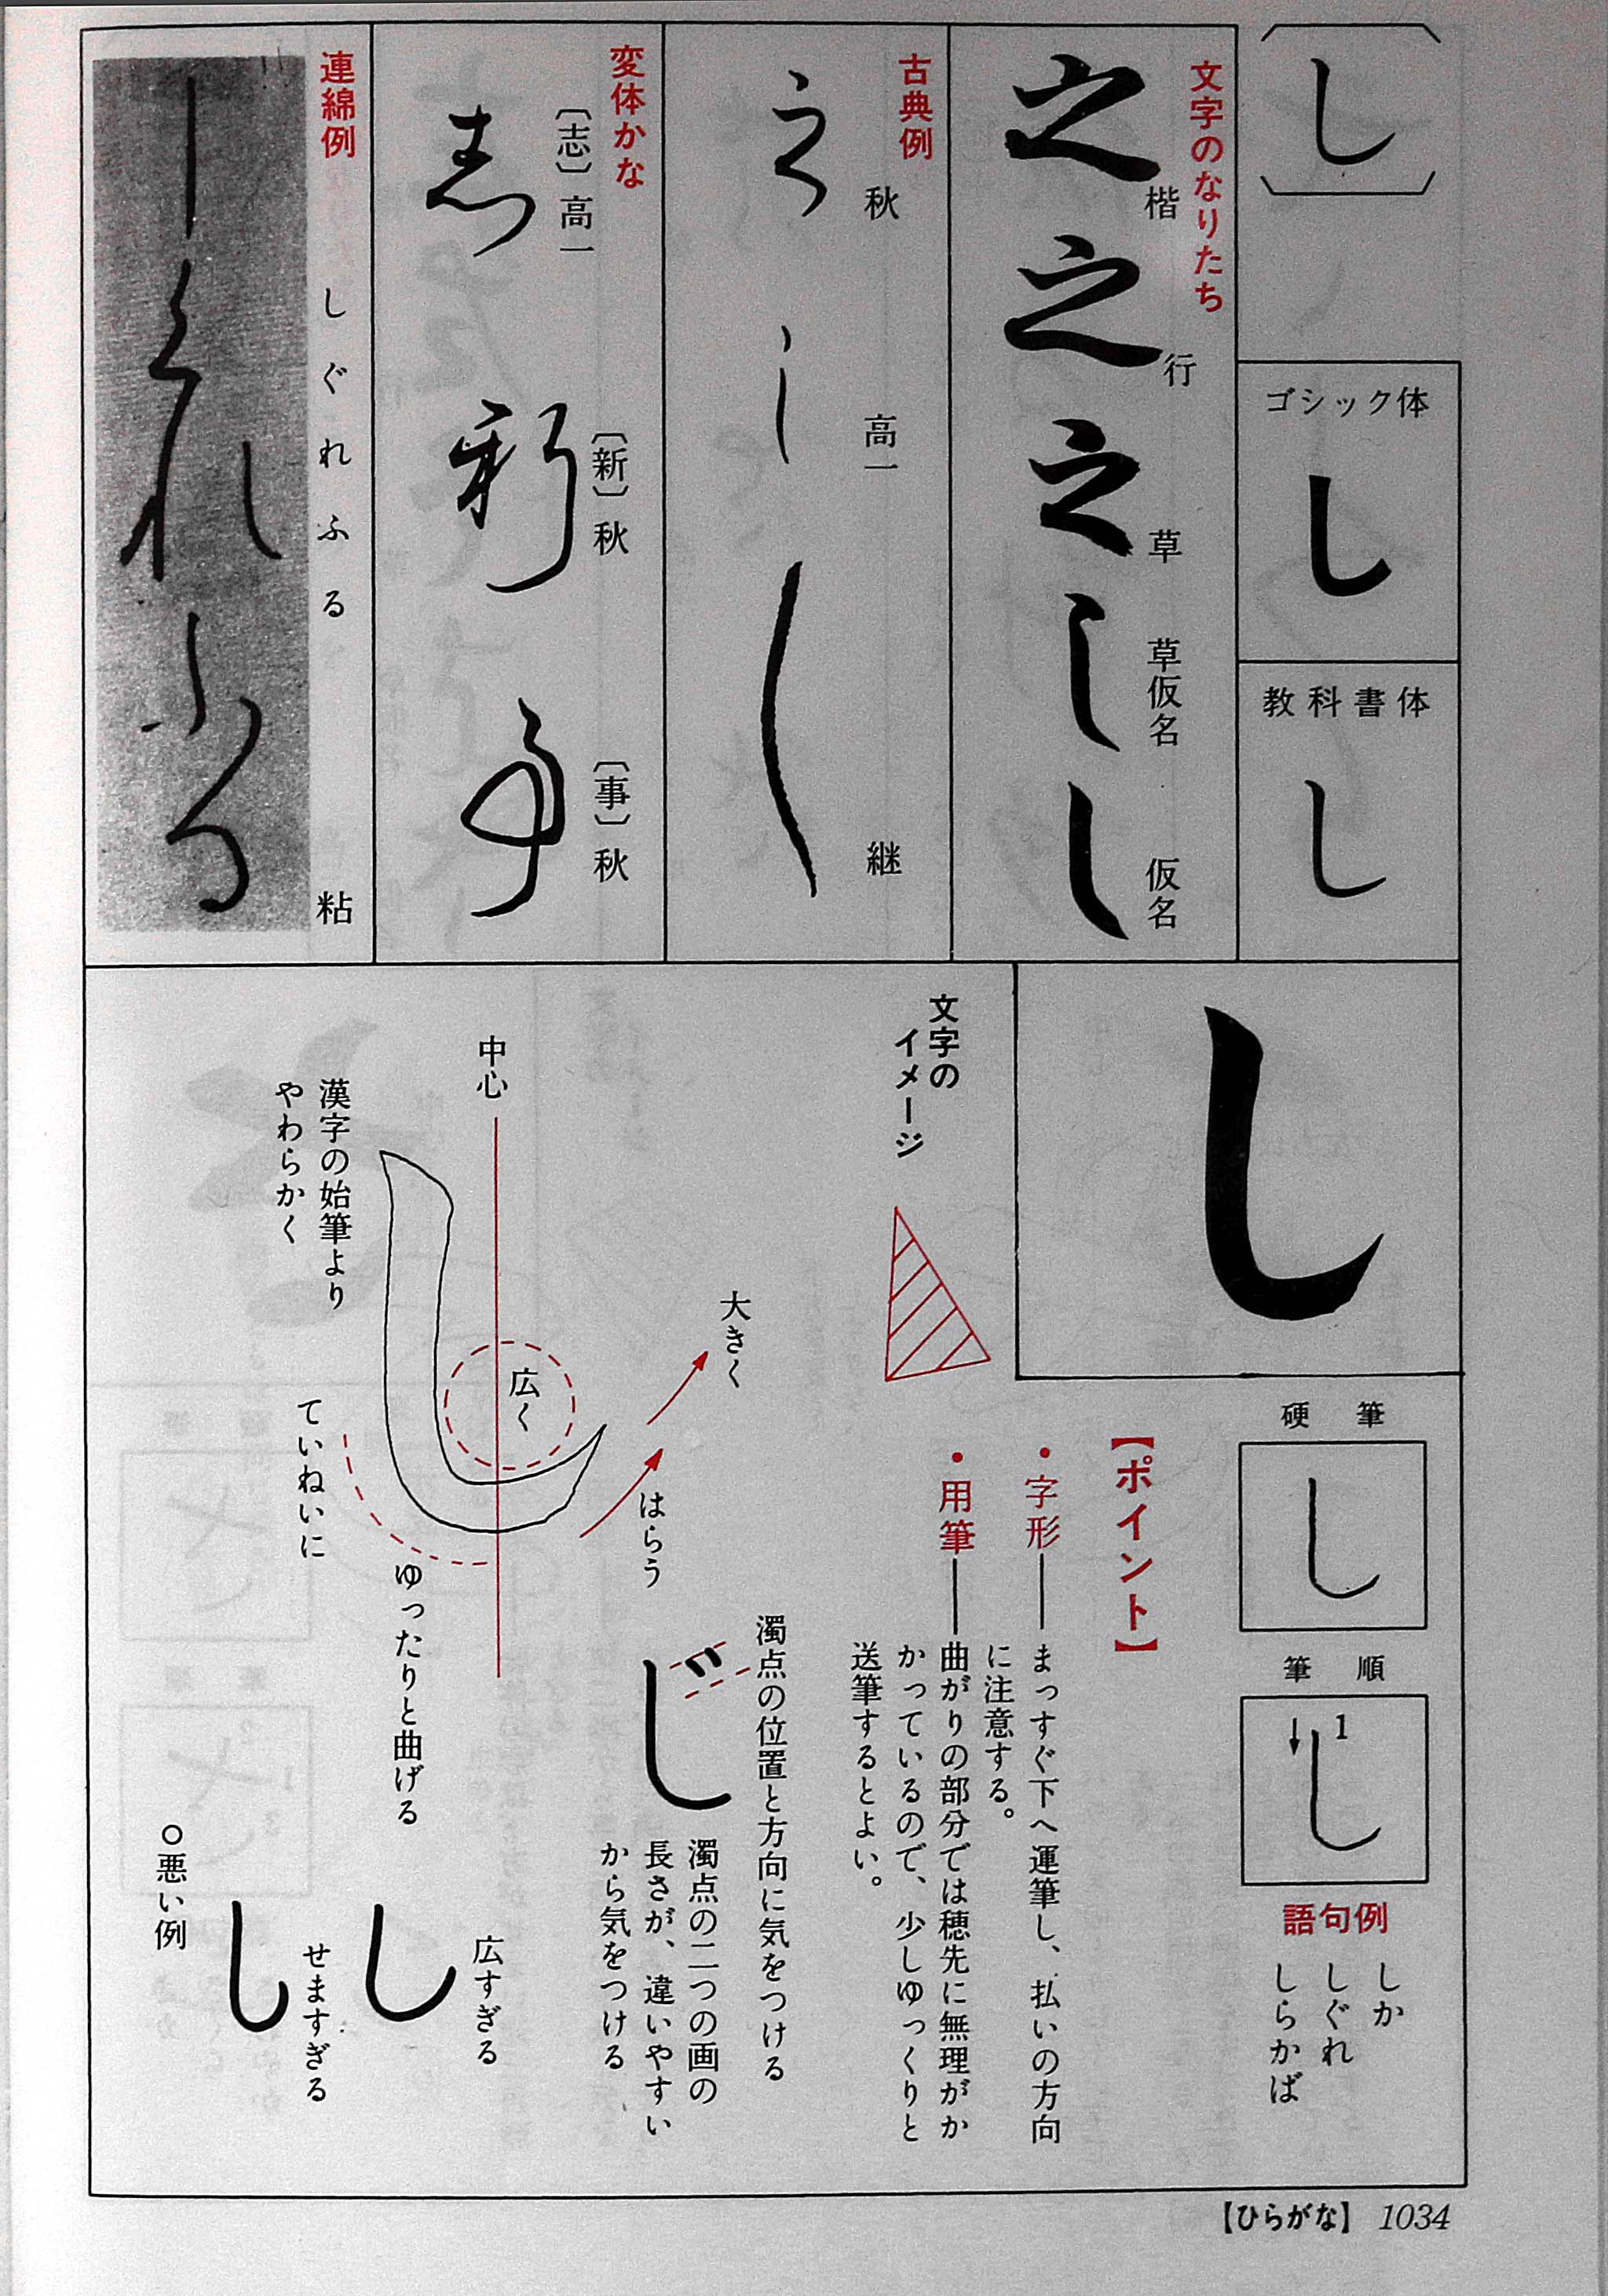 し
ゴシック体
し
教科書体
し
文字のなりたち
之 楷
之 行
之 草
し 草仮名
し 仮名
古典例
秋
高一
継
変体かな
〔志〕高一
〔新〕秋
〔事〕秋
連綿例
しぐれふる
粘
し
硬筆
し
筆順
1
し
語句例
しか
しぐれ
しらかば
文字の
イメージ
【ポイント】
・字形──まっすぐ下へ運筆し、払いの方向
に注意する。
・用筆──曲がりの部分では穂先に無理がか
かっているので、少しゆっくりと
送筆するとよい。
大きく
はらう
広く
中心
漢字の始筆より
やわらかく
ていねいに
ゆったりと曲げる
じ
濁点の位置と方向に気をつける
濁点の二つの画の
長さが、違いやすい
から気をつける
広すぎる
し
せますぎる
し
○悪い例
【ひらがな】 1034